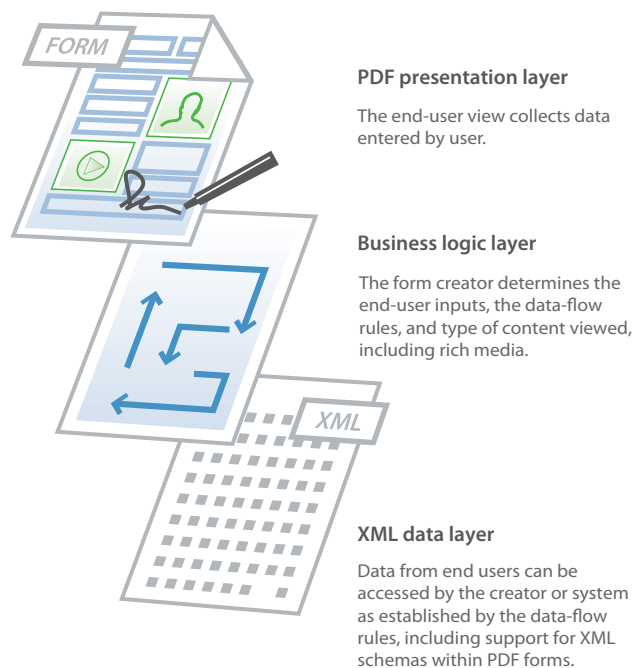 FORM
PDF presentation layer
The end-user view collects data
entered by user.
Business logic layer
The form creator determines the
end-user inputs, the data-flow
rules, and type of content viewed,
including rich media.
XML
XML data layer
Data from end users can be
accessed by the creator or system
as established by the data-flow
rules, including support for XML
schemas within PDF forms.